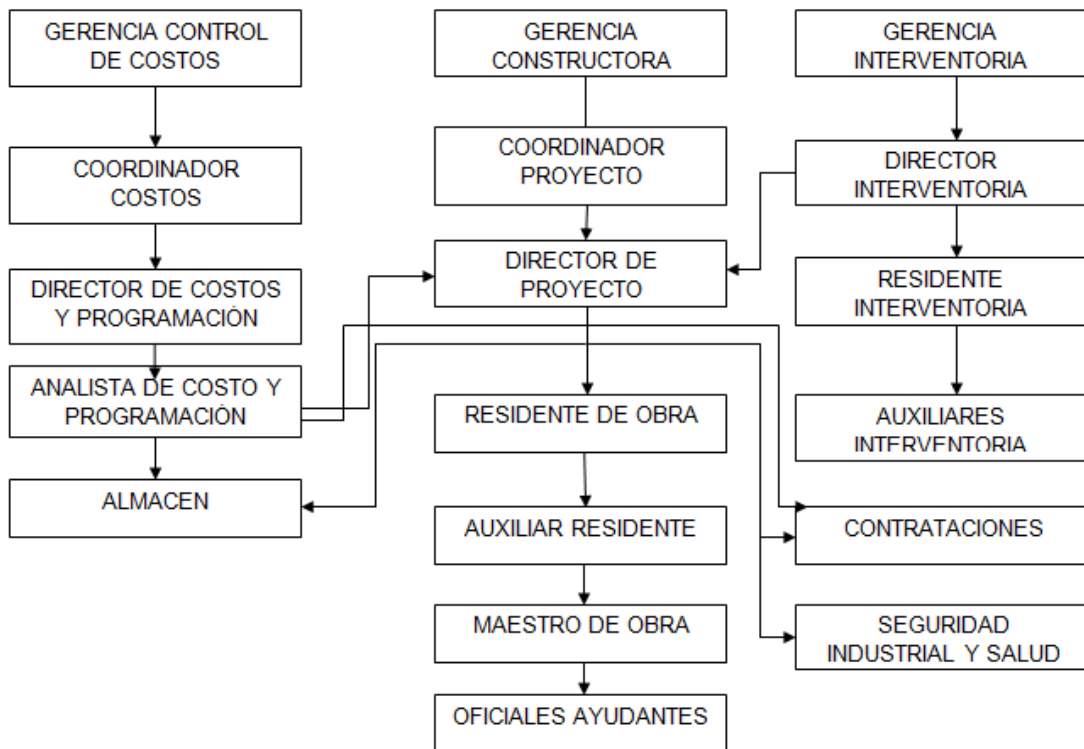 GERENCIA CONTROL
DE COSTOS
COORDINADOR
COSTOS
DIRECTOR DE COSTOS
Y PROGRAMACIÓN
ANALISTA DE COSTO Y
PROGRAMACIÓN
ALMACEN
GERENCIA
CONSTRUCTORA
COORDINADOR
PROYECTO
DIRECTOR DE
PROYECTO
RESIDENTE DE OBRA
AUXILIAR RESIDENTE
MAESTRO DE OBRA
OFICIALES AYUDANTES
GERENCIA
INTERVENTORIA
DIRECTOR
INTERVENTORIA
RESIDENTE
INTERVENTORIA
AUXILIARES
INTERVENTORIA
CONTRATACIONES
SEGURIDAD
INDUSTRIAL Y SALUD